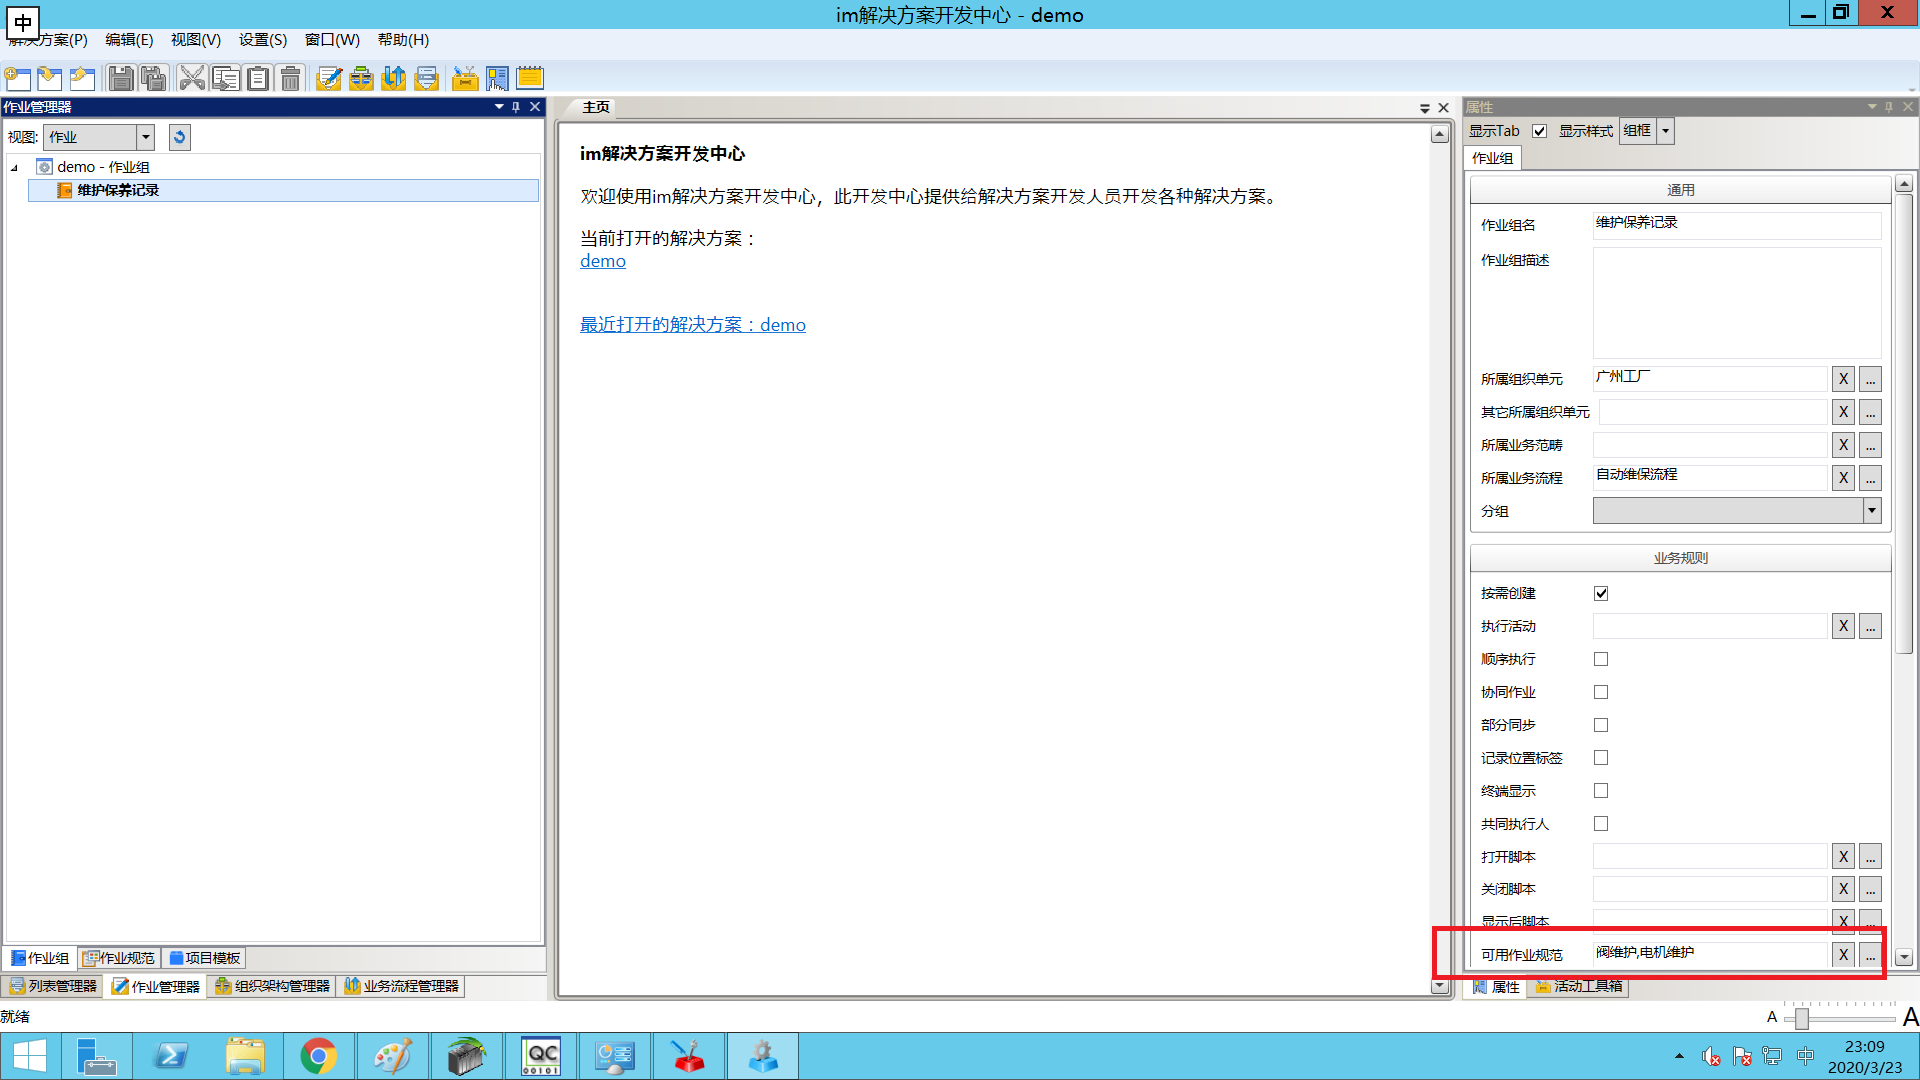 im解决方案开发中心 - demo
中
解决方案(P) 编辑(E) 视图(V) 设置(S) 窗口(W) 帮助(H)
作业管理器
视图: 作业
demo - 作业组
维护保养记录
作业组 作业规范 项目模板
列表管理器 作业管理器 组织架构管理器 业务流程管理器
就绪
主页
im解决方案开发中心
欢迎使用im解决方案开发中心，此开发中心提供给解决方案开发人员开发各种解决方案。
当前打开的解决方案：
demo
最近打开的解决方案：demo
属性
显示Tab 显示样式 组框
作业组
通用
作业组名 维护保养记录
作业组描述
所属组织单元 广州工厂 X ...
其它所属组织单元 X ...
所属业务范畴 X ...
所属业务流程 自动维保流程 X ...
分组
业务规则
按需创建
执行活动 X ...
顺序执行
协同作业
部分同步
记录位置标签
终端显示
共同执行人
打开脚本 X ...
关闭脚本 X ...
显示后脚本 X ...
可用作业规范 阀维护,电机维护 X ...
属性 活动工具箱
A A
QC
00101
中
23:09
2020/3/23